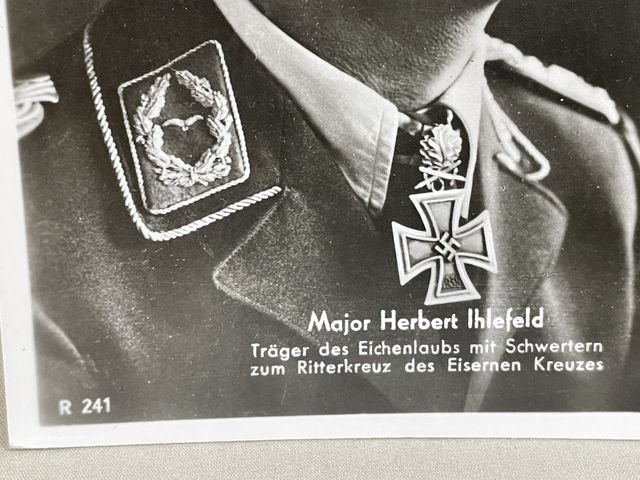 Major Herbert Ihlefeld
Träger des Eichenlaubs mit Schwertern
zum Ritterkreuz des Eisernen Kreuzes
R 241